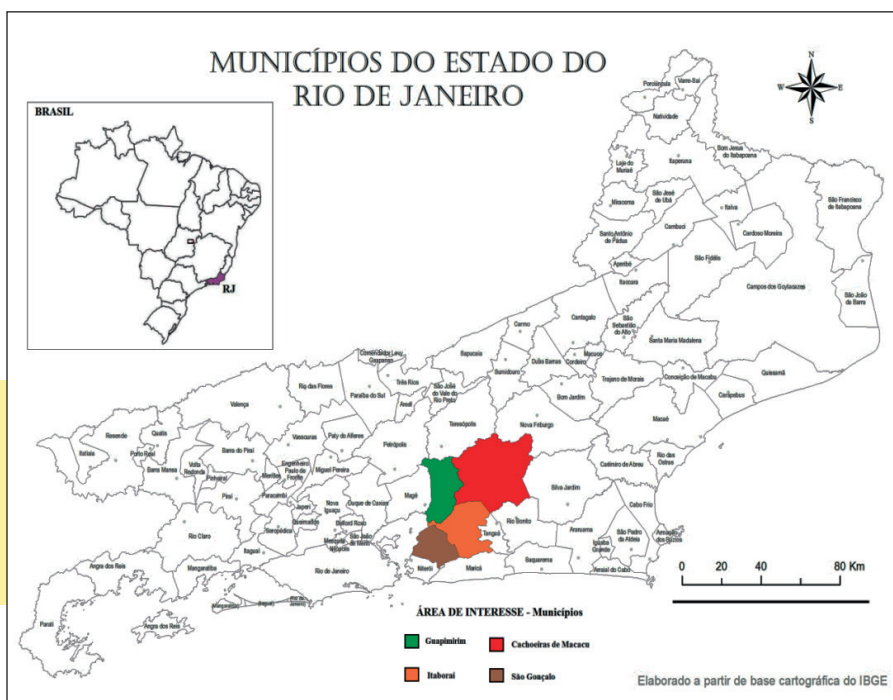 MUNICÍPIOS DO ESTADO DO
RIO DE JANEIRO
N
W
E
S
BRASIL
RJ
Porciúncula
Varre-Sai
Natividade
Bom Jesus
do Itabapoana
Laje do
Muriaé
Itaperuna
São Francisco
de Itabapoana
Miracema
São José
de Ubá
Italva
Santo Antônio
de Pádua
Cambuci
Cardoso Moreira
Aperibé
São Fidélis
Itaocara
Campos dos Goytacazes
São João
da Barra
Cantagalo
São
Sebastião
do Alto
Santa Maria Madalena
Carmo
Comendador Levy
Gasparian
Sapucaia
Macuco
Cordeiro
Duas Barras
Sumidouro
Três Rios
São José
do Vale do
Rio Preto
Areal
Paraíba do Sul
Rio das Flores
Valença
Trajano de Morais
Conceição de Macabu
Quissamã
Carapebus
Bom Jardim
Macaé
Nova Friburgo
Teresópolis
Petrópolis
Paty do Alferes
Vassouras
Miguel Pereira
Resende
Quatis
Itatiaia
Porto Real
Barra Mansa
Volta
Redonda
Barra do Piraí
Pinheiral
Mendes
Engenheiro
Paulo de
Frontin
Piraí
Paracambi
Japeri
Nova
Iguaçu
Duque de Caxias
Magé
Rio das
Ostras
Casimiro de Abreu
Silva Jardim
Cabo Frio
Queimados
Belford Roxo
Seropédica
Mesquita
Nilópolis
São João
de Meriti
Rio Claro
Itaguaí
Rio Bonito
Tanguá
Araruama
São Pedro
da Aldeia
Iguaba
Grande
Armação
dos Búzios
Arraial do Cabo
Saquarema
Maricá
Niterói
Rio de Janeiro
Mangaratiba
Angra dos Reis
Parati
Angra dos Reis
(Mangaratiba)
(Itaguaí)
0
20
40
80 Km
ÁREA DE INTERESSE - Municípios
Guapimirim
Cachoeiras de Macacu
Itaboraí
São Gonçalo
Elaborado a partir de base cartográfica do IBGE